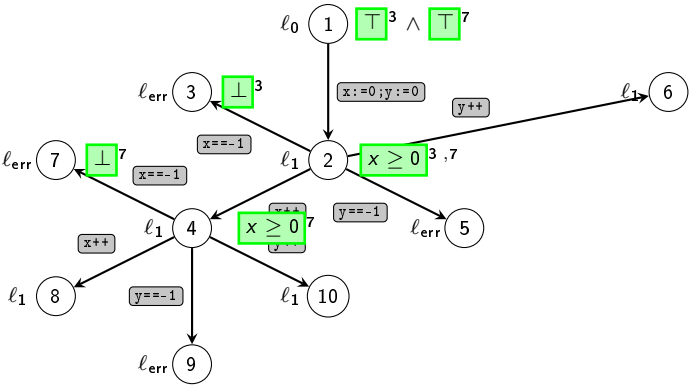 ℓ0 1 ⊤ 3 ∧ ⊤ 7
ℓerr 3 ⊥ 3
x:=0;y:=0
y++
ℓ1 6
x==-1
ℓerr 7 ⊥ 7
ℓ1 2 x ≥ 0 3 ,7
x==-1
x++
y==-1
ℓ1 4 x ≥ 0 7
ℓerr 5
x++
y++
ℓ1 8
y==-1
ℓ1 10
ℓerr 9